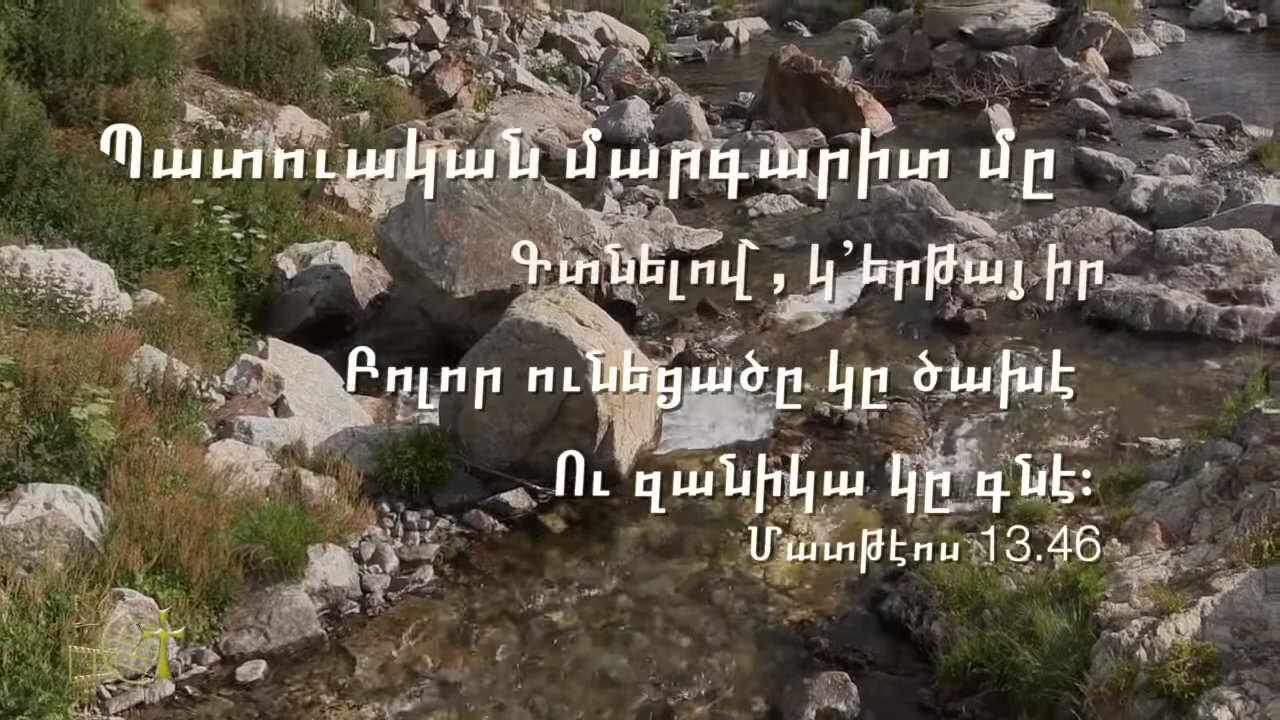 Պատուական մարգարիտ մը
Գտնելով՝, կ’երթայ իր
Բոլոր ունեցածը կը ծախէ
Ու զանիկա կը գնէ։
Մատթէոս 13.46